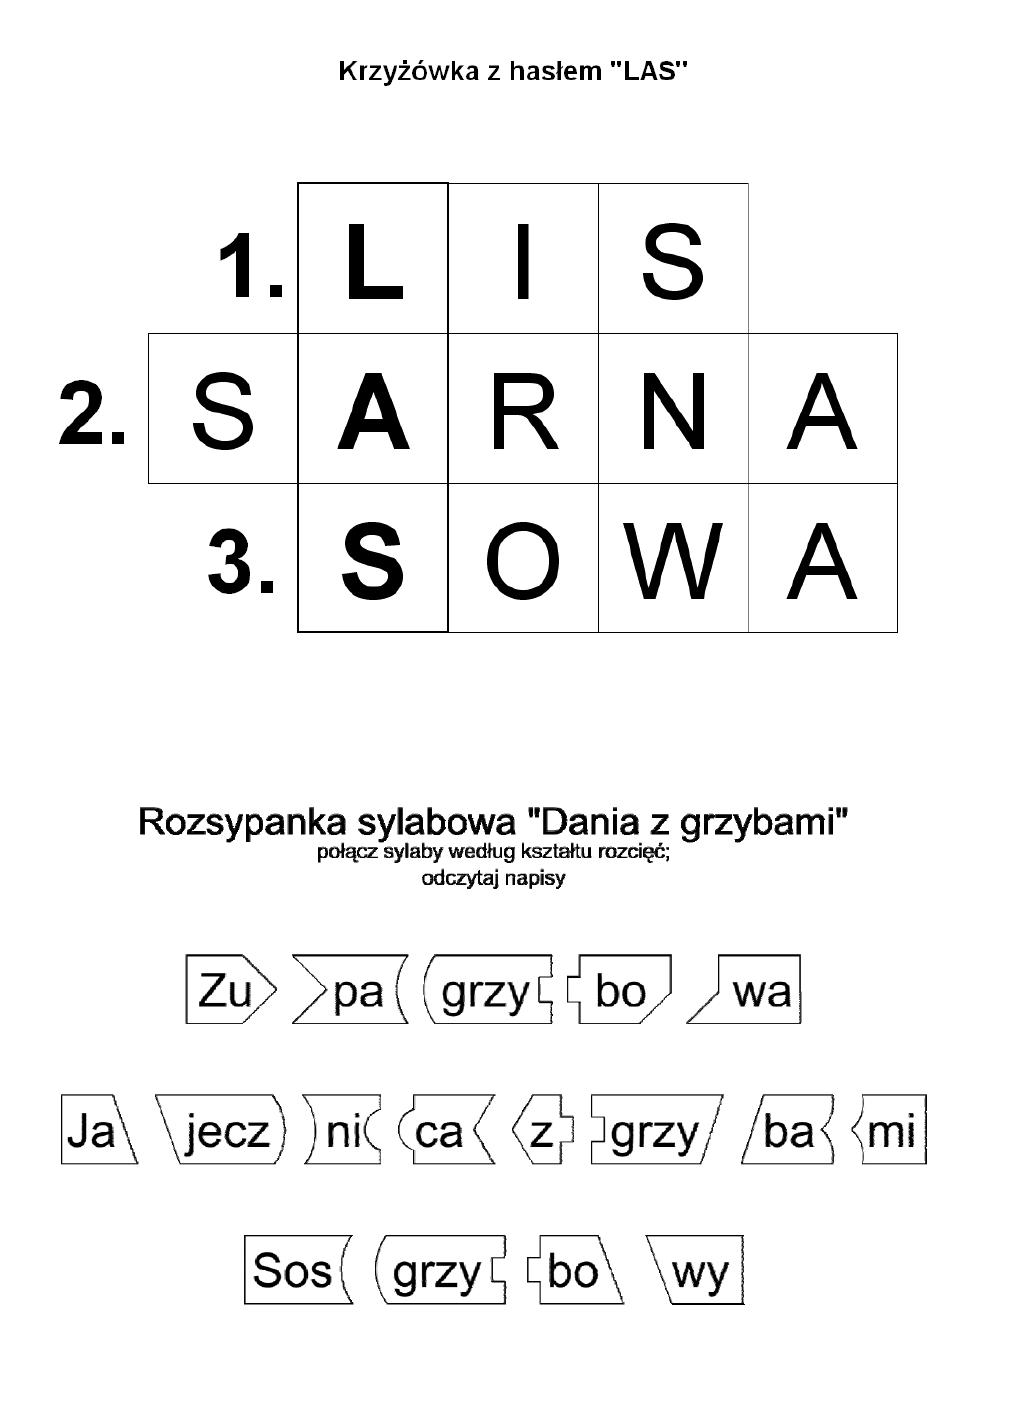 Krzyżówka z hasłem "LAS"
1. L I S
2. S A R N A
3. S O W A
Rozsypanka sylabowa "Dania z grzybami"
połącz sylaby według kształtu rozcięć;
odczytaj napisy
Zu pa grzy bo wa
Ja jecz ni ca z grzy ba mi
Sos grzy bo wy